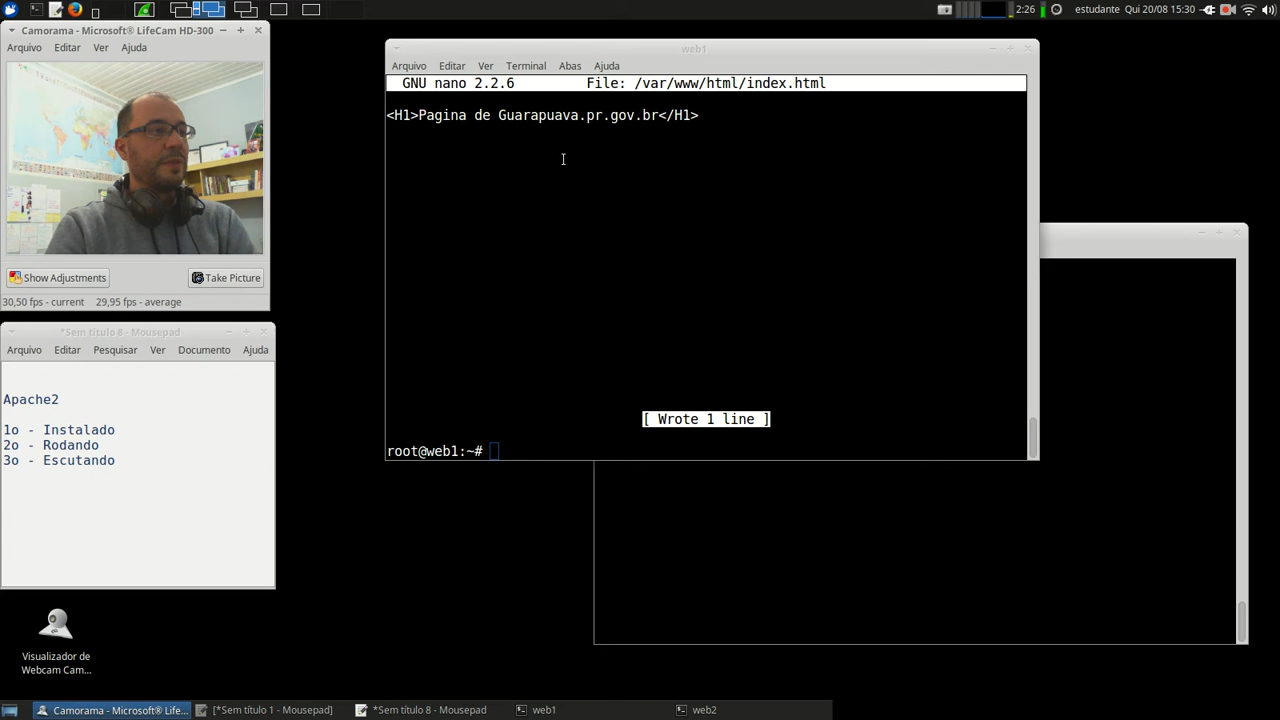 2:26 estudante Qui 20/08 15:30
Camorama - Microsoft® LifeCam HD-300
Arquivo Editar Ver Ajuda
Show Adjustments Take Picture
30,50 fps - current 29,95 fps - average
*Sem título 8 - Mousepad
Arquivo Editar Pesquisar Ver Documento Ajuda
Apache2
1o - Instalado
2o - Rodando
3o - Escutando
web1
Arquivo Editar Ver Terminal Abas Ajuda
GNU nano 2.2.6 File: /var/www/html/index.html
<H1>Pagina de Guarapuava.pr.gov.br</H1>
[ Wrote 1 line ]
root@web1:~#
Visualizador de
Webcam Cam...
Camorama - Microsoft® Life... [*Sem título 1 - Mousepad] *Sem título 8 - Mousepad web1 web2